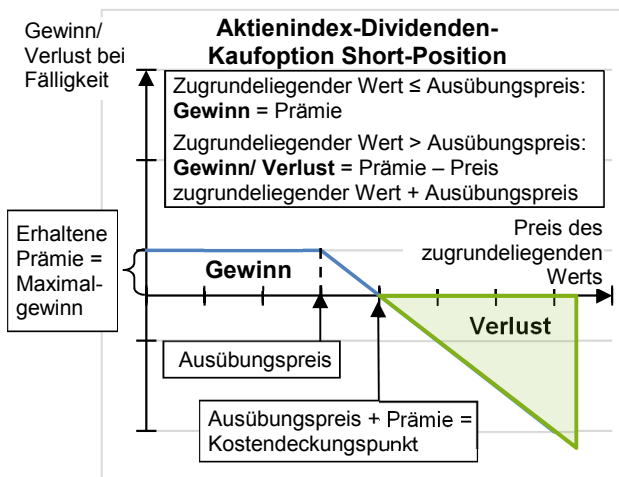 Gewinn/
Verlust bei
Fälligkeit
Aktienindex-Dividenden-
Kaufoption Short-Position
Zugrundeliegender Wert ≤ Ausübungspreis:
Gewinn = Prämie
Zugrundeliegender Wert > Ausübungspreis:
Gewinn/ Verlust = Prämie – Preis
zugrundeliegender Wert + Ausübungspreis
Erhaltene
Prämie =
Maximal-
gewinn
Gewinn
Preis des
zugrundeliegenden
Werts
Verlust
Ausübungspreis
Ausübungspreis + Prämie =
Kostendeckungspunkt